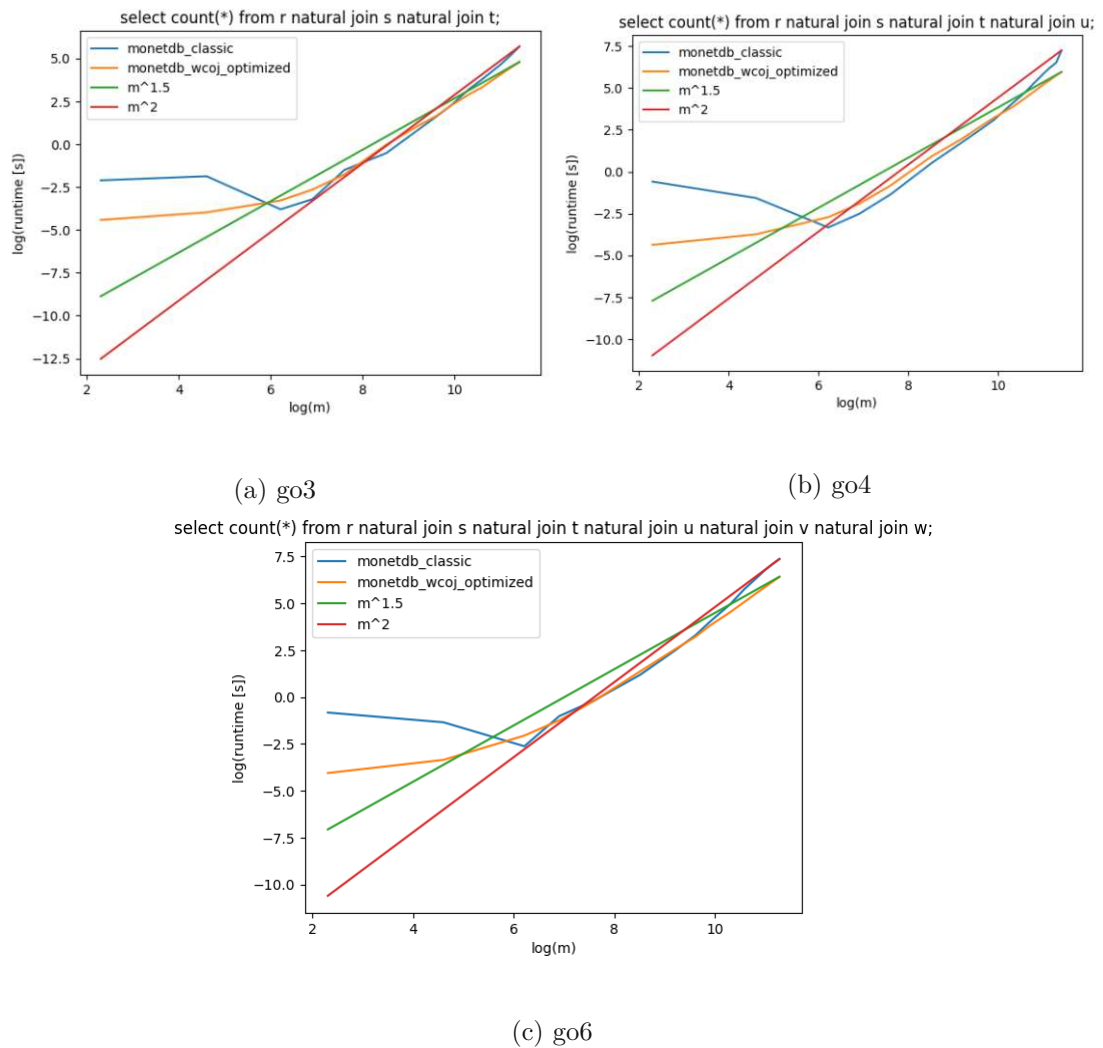 select count(*) from r natural join s natural join t;
monetdb_classic
monetdb_wcoj_optimized
m^1.5
m^2
5.0
2.5
0.0
−2.5
−5.0
−7.5
−10.0
−12.5
log(runtime [s])
2
4
6
8
10
log(m)
(a) go3
select count(*) from r natural join s natural join t natural join u;
monetdb_classic
monetdb_wcoj_optimized
m^1.5
m^2
7.5
5.0
2.5
0.0
−2.5
−5.0
−7.5
−10.0
log(runtime [s])
2
4
6
8
10
log(m)
(b) go4
select count(*) from r natural join s natural join t natural join u natural join v natural join w;
monetdb_classic
monetdb_wcoj_optimized
m^1.5
m^2
7.5
5.0
2.5
0.0
−2.5
−5.0
−7.5
−10.0
log(runtime [s])
2
4
6
8
10
log(m)
(c) go6